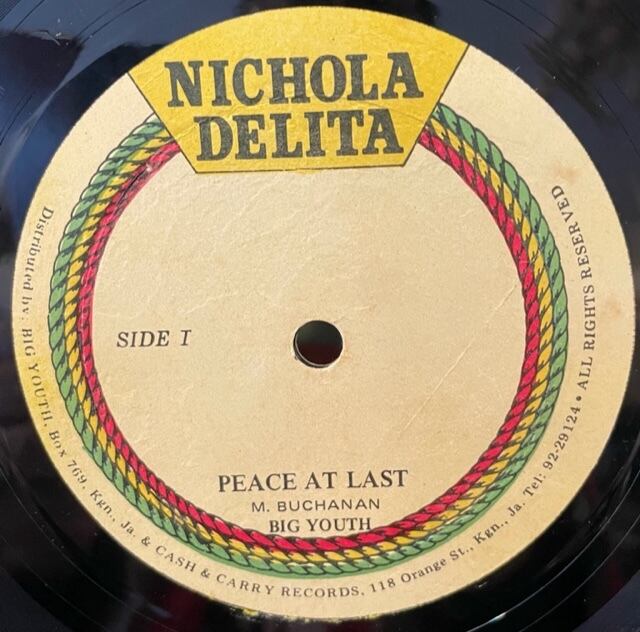 NICHOLA
DELITA
SIDE I
PEACE AT LAST
M. BUCHANAN
BIG YOUTH
Distributed by: BIG YOUTH, Box 769, Kgn., Ja. & CASH & CARRY RECORDS, 118 Orange St., Kgn., Ja. Tel: 92-29124 • ALL RIGHTS RESERVED